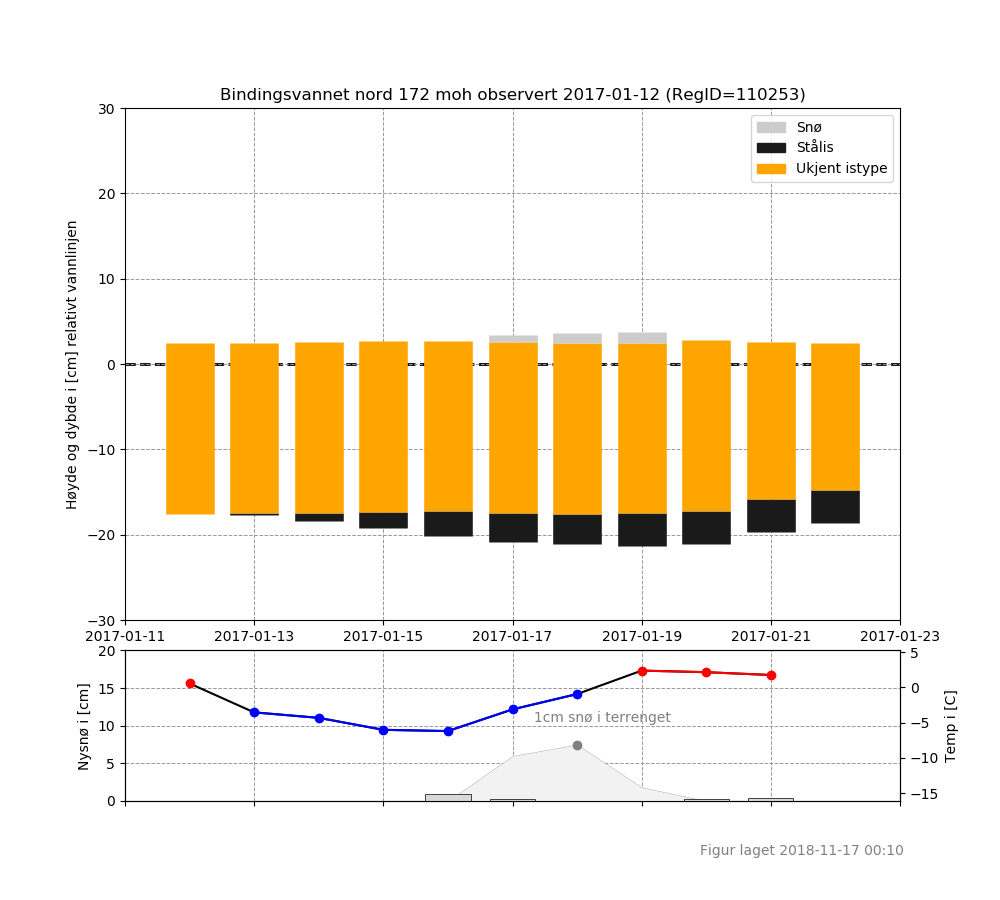 Bindingsvannet nord 172 moh observert 2017-01-12 (RegID=110253)
Snø
Stålis
Ukjent istype
Høyde og dybde i [cm] relativt vannlinjen
30
20
10
0
−10
−20
−30
2017-01-11 2017-01-13 2017-01-15 2017-01-17 2017-01-19 2017-01-21 2017-01-23
Nysnø i [cm]
20
15
10
5
0
1cm snø i terrenget
5
0
−5
−10
−15
Temp i [C]
Figur laget 2018-11-17 00:10